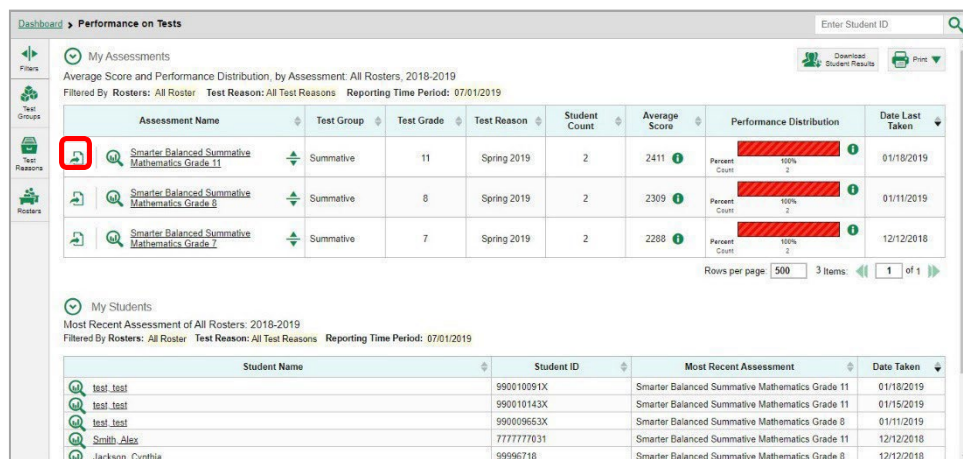 Dashboard > Performance on Tests
Enter Student ID
Filters
Test Groups
Test Reasons
Rosters
My Assessments
Download Student Results
Print
Average Score and Performance Distribution, by Assessment: All Rosters, 2018-2019
Filtered By Rosters: All Roster Test Reason: All Test Reasons Reporting Time Period: 07/01/2019
Assessment Name Test Group Test Grade Test Reason Student Count Average Score Performance Distribution Date Last Taken
Smarter Balanced Summative Mathematics Grade 11 Summative 11 Spring 2019 2 2411 Percent 100% Count 2 01/18/2019
Smarter Balanced Summative Mathematics Grade 8 Summative 8 Spring 2019 2 2309 Percent 100% Count 2 01/11/2019
Smarter Balanced Summative Mathematics Grade 7 Summative 7 Spring 2019 2 2288 Percent 100% Count 2 12/12/2018
Rows per page: 500 3 Items: 1 of 1
My Students
Most Recent Assessment of All Rosters: 2018-2019
Filtered By Rosters: All Roster Test Reason: All Test Reasons Reporting Time Period: 07/01/2019
Student Name Student ID Most Recent Assessment Date Taken
test, test 990010091X Smarter Balanced Summative Mathematics Grade 11 01/18/2019
test, test 990010143X Smarter Balanced Summative Mathematics Grade 11 01/15/2019
test, test 990009653X Smarter Balanced Summative Mathematics Grade 8 01/11/2019
Smith, Alex 7777777031 Smarter Balanced Summative Mathematics Grade 11 12/12/2018
Jackson, Cynthia 99996718 Smarter Balanced Summative Mathematics Grade 8 12/12/2018